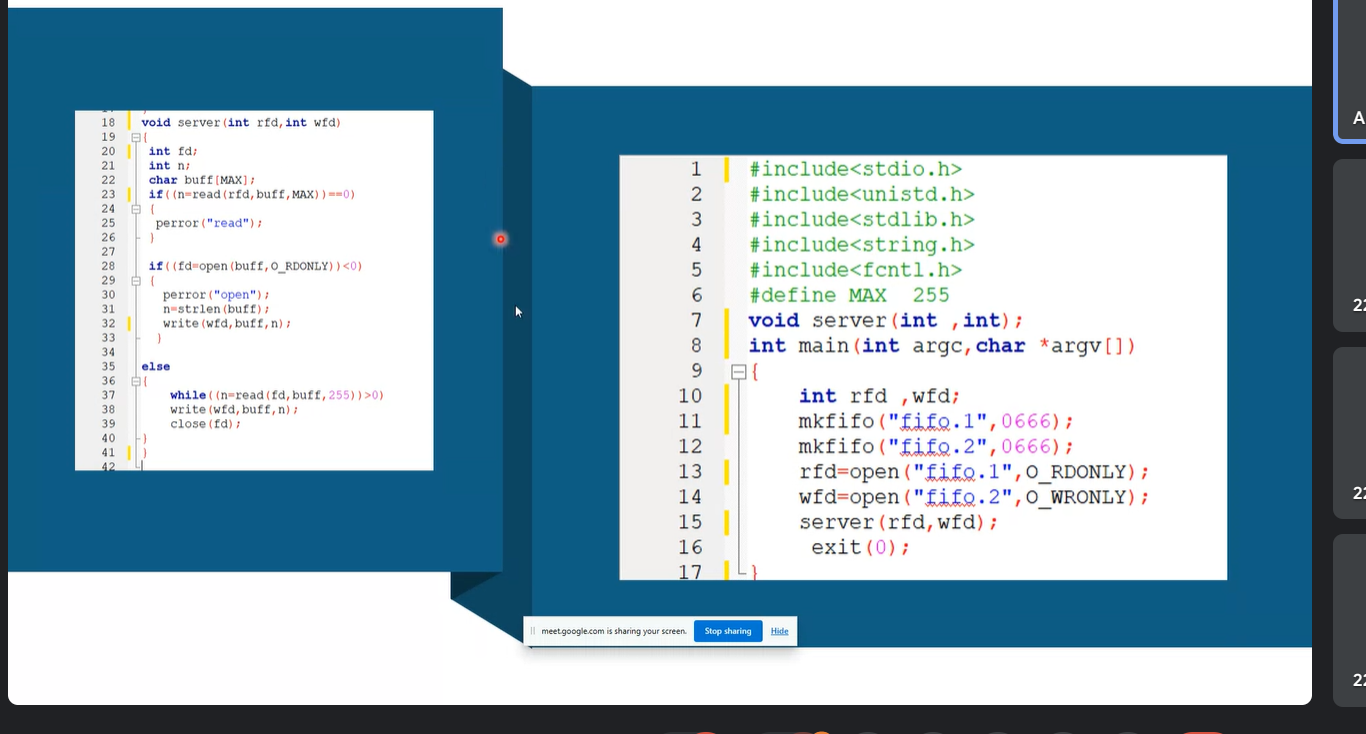 18 void server(int rfd,int wfd)
19 {
20 int fd;
21 int n;
22 char buff[MAX];
23 if((n=read(rfd,buff,MAX))==0)
24 {
25 perror("read");
26 }
27
28 if((fd=open(buff,O_RDONLY))<0)
29 {
30 perror("open");
31 n=strlen(buff);
32 write(wfd,buff,n);
33 }
34
35 else
36 {
37 while((n=read(fd,buff,255))>0)
38 write(wfd,buff,n);
39 close(fd);
40 }
41 }
42
1 #include<stdio.h>
2 #include<unistd.h>
3 #include<stdlib.h>
4 #include<string.h>
5 #include<fcntl.h>
6 #define MAX 255
7 void server(int ,int);
8 int main(int argc,char *argv[])
9 {
10 int rfd ,wfd;
11 mkfifo("fifo.1",0666);
12 mkfifo("fifo.2",0666);
13 rfd=open("fifo.1",O_RDONLY);
14 wfd=open("fifo.2",O_WRONLY);
15 server(rfd,wfd);
16 exit(0);
17 }
meet.google.com is sharing your screen. Stop sharing Hide
A
22
22
22